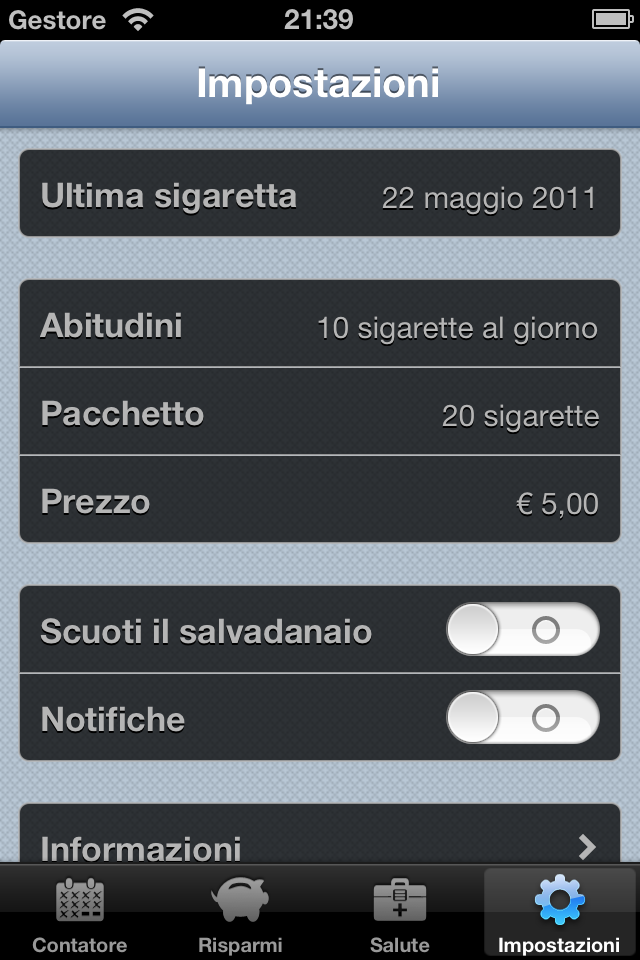 Gestore 21:39
Impostazioni
Ultima sigaretta 22 maggio 2011
Abitudini 10 sigarette al giorno
Pacchetto 20 sigarette
Prezzo € 5,00
Scuoti il salvadanaio
Notifiche
Informazioni
Contatore Risparmi Salute Impostazioni